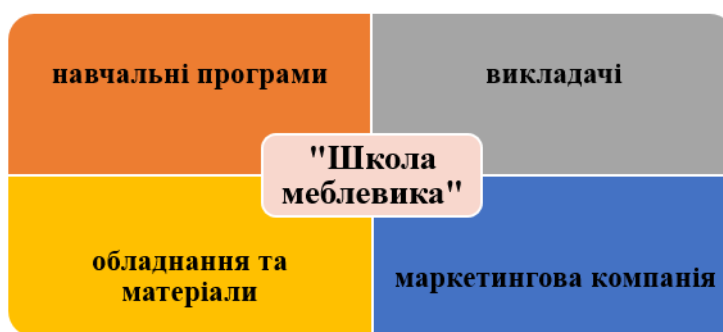 навчальні програми
викладачі
"Школа
меблевика"
обладнання та
матеріали
маркетингова компанія